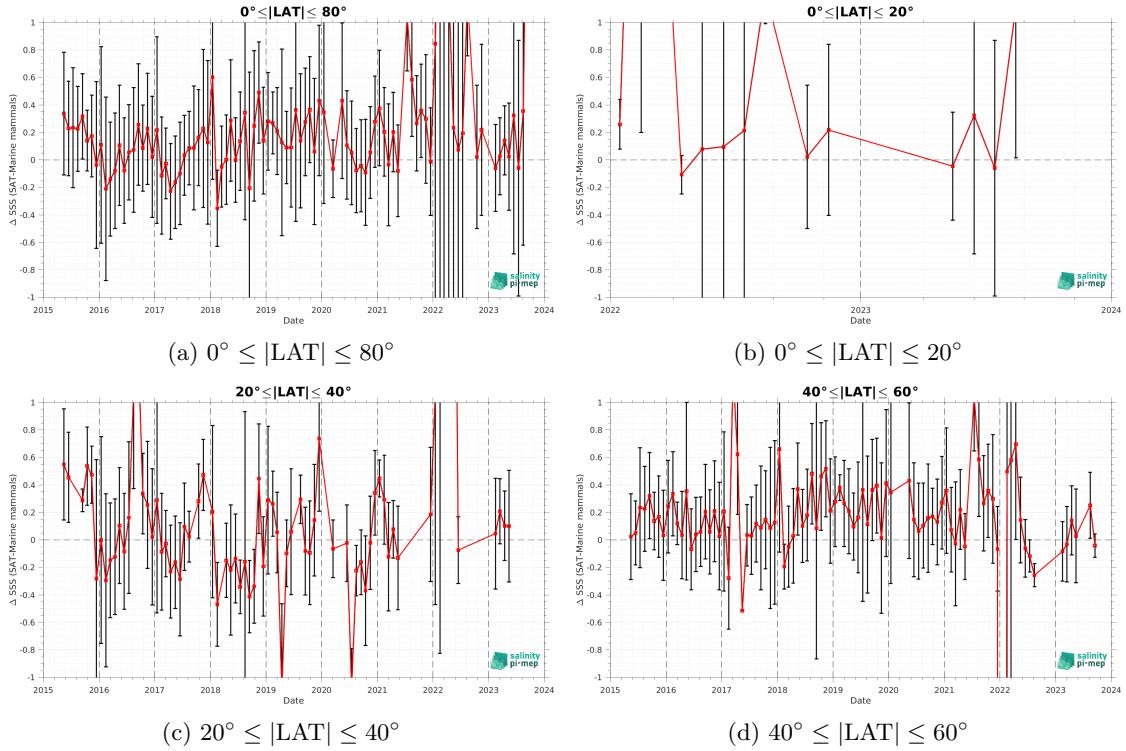 0°≤|LAT|≤ 80°
Δ SSS (SAT-Marine mammals)
1
0.8
0.6
0.4
0.2
0
-0.2
-0.4
-0.6
-0.8
-1
2015 2016 2017 2018 2019 2020 2021 2022 2023 2024
Date
salinity
pi-mep
(a) 0° ≤ |LAT| ≤ 80°
0°≤|LAT|≤ 20°
Δ SSS (SAT-Marine mammals)
1
0.8
0.6
0.4
0.2
0
-0.2
-0.4
-0.6
-0.8
-1
2022 2023 2024
Date
salinity
pi-mep
(b) 0° ≤ |LAT| ≤ 20°
20°≤|LAT|≤ 40°
Δ SSS (SAT-Marine mammals)
1
0.8
0.6
0.4
0.2
0
-0.2
-0.4
-0.6
-0.8
-1
2015 2016 2017 2018 2019 2020 2021 2022 2023 2024
Date
salinity
pi-mep
(c) 20° ≤ |LAT| ≤ 40°
40°≤|LAT|≤ 60°
Δ SSS (SAT-Marine mammals)
1
0.8
0.6
0.4
0.2
0
-0.2
-0.4
-0.6
-0.8
-1
2015 2016 2017 2018 2019 2020 2021 2022 2023 2024
Date
salinity
pi-mep
(d) 40° ≤ |LAT| ≤ 60°